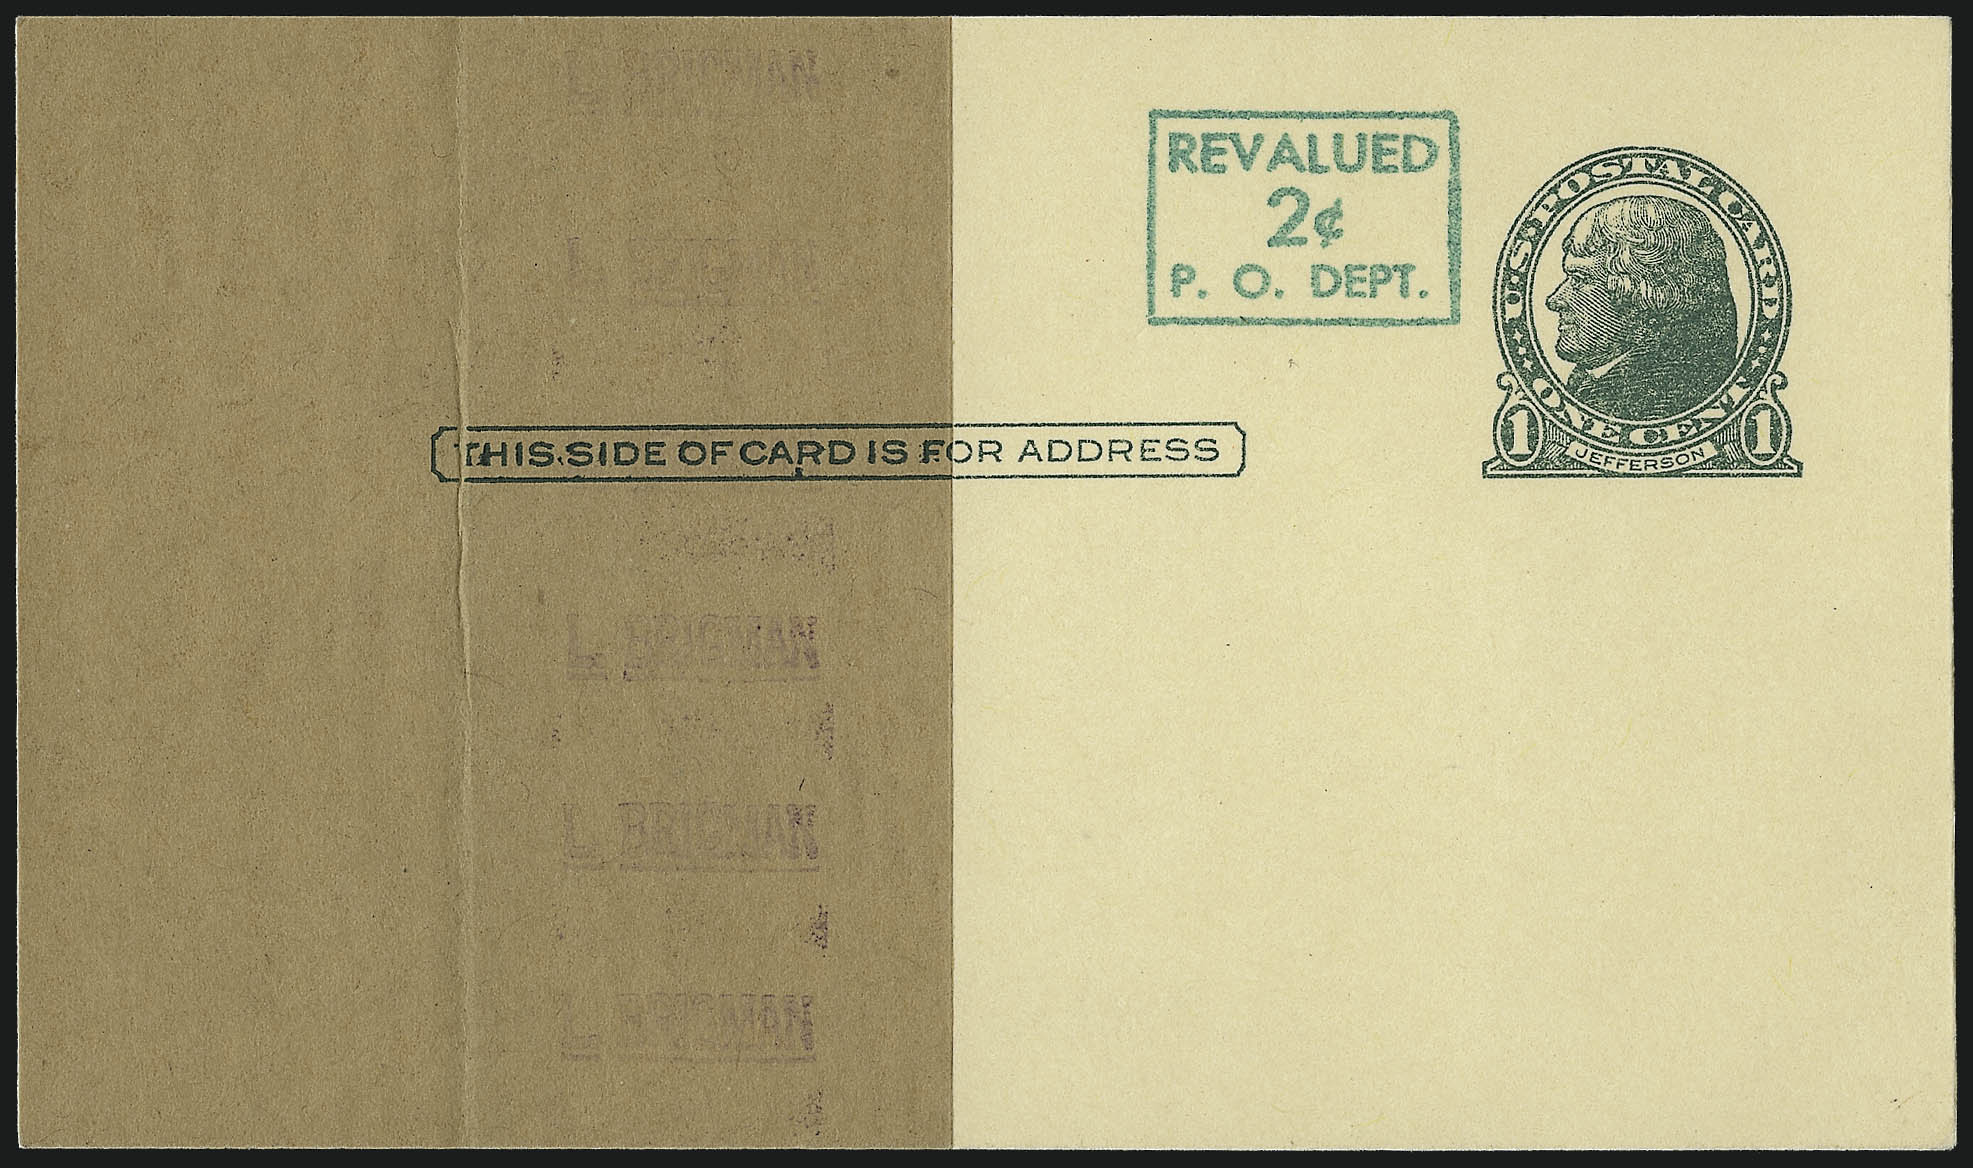 REVALUED
2¢
P. O. DEPT.
U.S. POSTAL CARD
ONE CENT
1 1
JEFFERSON
THIS SIDE OF CARD IS FOR ADDRESS
L BRIGMAN
L BRIGMAN
L BRIGMAN